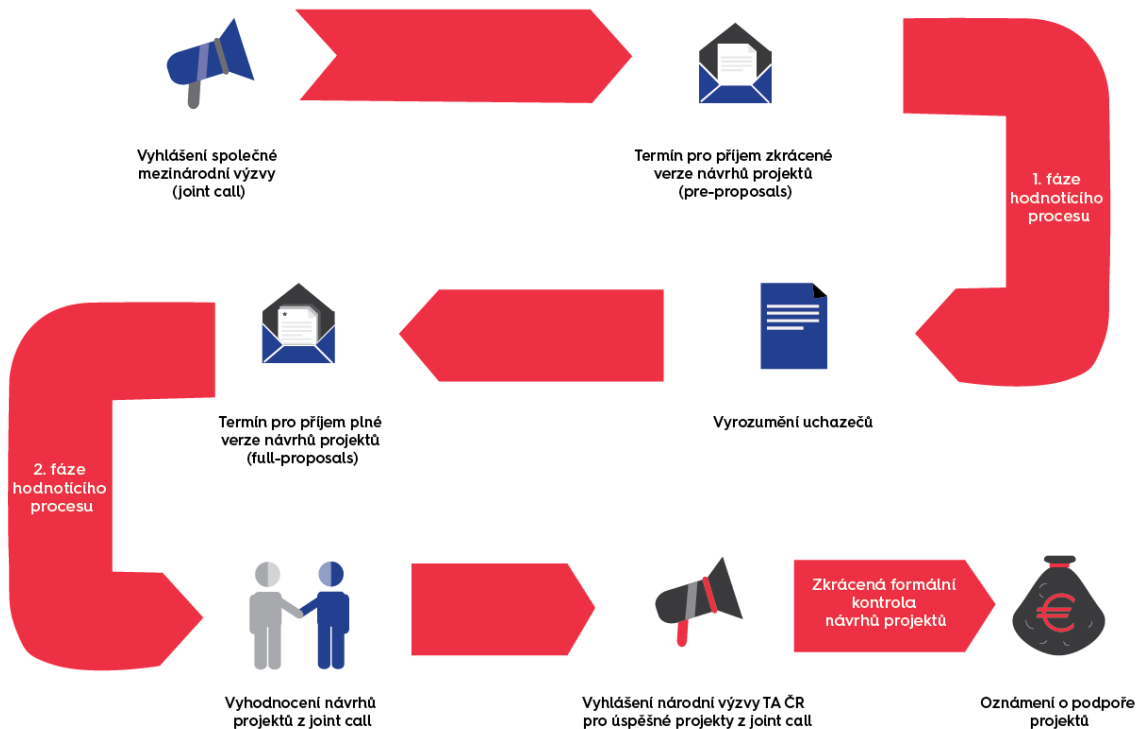 Vyhlášení společné
mezinárodní výzvy
(joint call)
Termín pro příjem zkrácené
verze návrhů projektů
(pre-proposals)
1. fáze
hodnotícího
procesu
Vyrozumění uchazečů
Termín pro příjem plné
verze návrhů projektů
(full-proposals)
2. fáze
hodnotícího
procesu
Vyhodnocení návrhů
projektů z joint call
Vyhlášení národní výzvy TA ČR
pro úspěšné projekty z joint call
Zkrácená formální
kontrola
návrhů projektů
€
Oznámení o podpoře
projektů